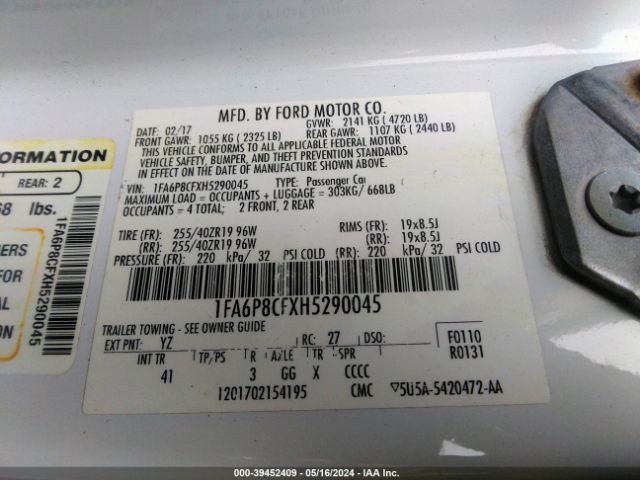 MFD. BY FORD MOTOR CO.
DATE: 02/17 GVWR: 2141 KG ( 4720 LB)
FRONT GAWR: 1055 KG ( 2325 LB) REAR GAWR: 1107 KG ( 2440 LB)
THIS VEHICLE CONFORMS TO ALL APPLICABLE FEDERAL MOTOR
VEHICLE SAFETY, BUMPER, AND THEFT PREVENTION STANDARDS
IN EFFECT ON THE DATE OF MANUFACTURE SHOWN ABOVE.
VIN: 1FA6P8CFXH5290045 TYPE: Passenger Car
MAXIMUM LOAD = OCCUPANTS + LUGGAGE = 303KG/ 668LB
OCCUPANTS = 4 TOTAL; 2 FRONT, 2 REAR
TIRE (FR): 255/40ZR19 96W RIMS (FR): 19x8.5J
(RR): 255/40ZR19 96W (RR): 19x8.5J
PRESSURE (FR): 220 kPa/ 32 PSI COLD (RR): 220 kPa/ 32 PSI COLD
1FA6P8CFXH5290045
TRAILER TOWING - SEE OWNER GUIDE
EXT PNT: YZ RC: 27 DSO: F0110
R0131
INT TR TP/PS R AXLE TR SPR
41 3 GG X CCCC
1201702154195 CMC ▽5U5A-5420472-AA
FORMATION
REAR: 2
68 lbs.
ERS
FOR
AL
ON
1FA6P8CFXH5290045
000-39452409 - 05/16/2024 - IAA Inc.